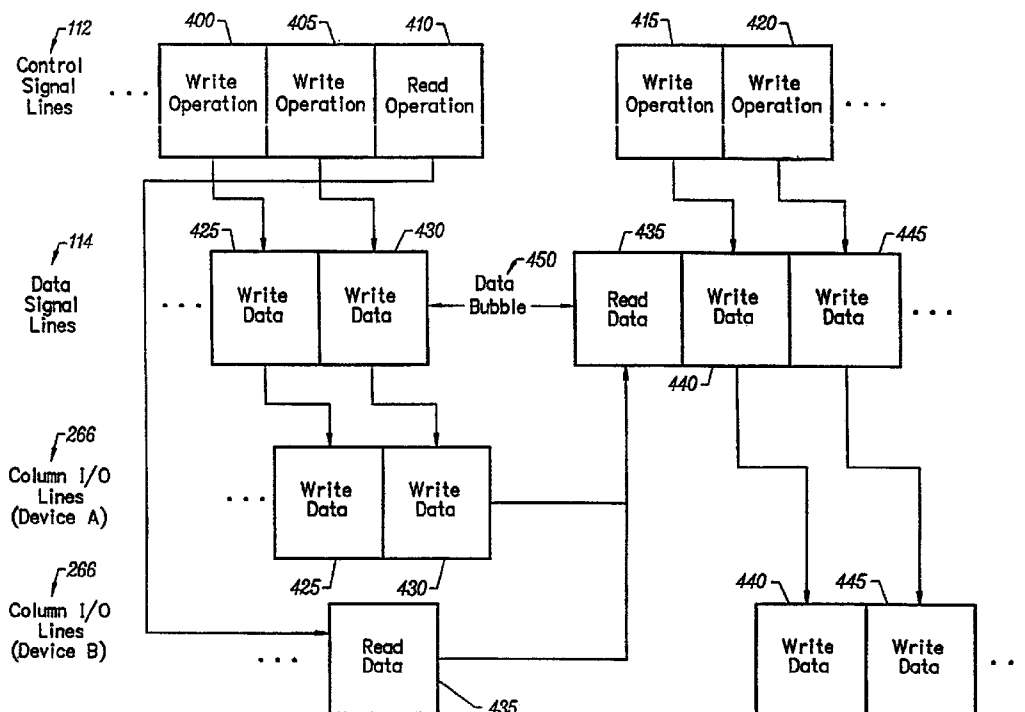 112
Control
Signal
Lines
. . .
400
Write
Operation
405
Write
Operation
410
Read
Operation
415
Write
Operation
420
Write
Operation
. . .
114
Data
Signal
Lines
. . .
425
Write
Data
430
Write
Data
450
Data
Bubble
435
Read
Data
Write
Data
440
445
Write
Data
. . .
266
Column I/O
Lines
(Device A)
. . .
Write
Data
425
Write
Data
430
266
Column I/O
Lines
(Device B)
. . .
Read
Data
435
440
Write
Data
445
Write
Data
. .